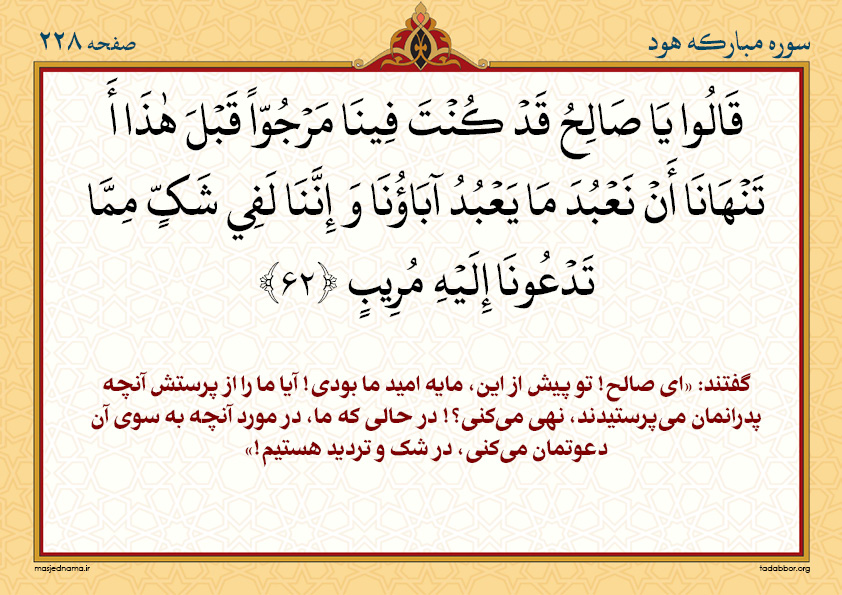 سوره مبارکه هود
صفحه ۲۲۸
قَالُوا يَا صَالِحُ قَدْ كُنْتَ فِينَا مَرْجُوّاً قَبْلَ هٰذَا أَ
تَنْهَانَا أَنْ نَعْبُدَ مَا يَعْبُدُ آبَاؤُنَا وَ إِنَّنَا لَفِي شَكٍّ مِمَّا
تَدْعُونَا إِلَيْهِ مُرِيبٍ ﴿۶۲﴾
گفتند: «ای صالح! تو پیش از این، مایه امید ما بودی! آیا ما را از پرستش آنچه
پدرانمان می‌پرستیدند، نهی می‌کنی؟! در حالی که ما، در مورد آنچه به سوی آن
دعوتمان می‌کنی، در شک و تردید هستیم!»
masjednama.ir
tadabbor.org